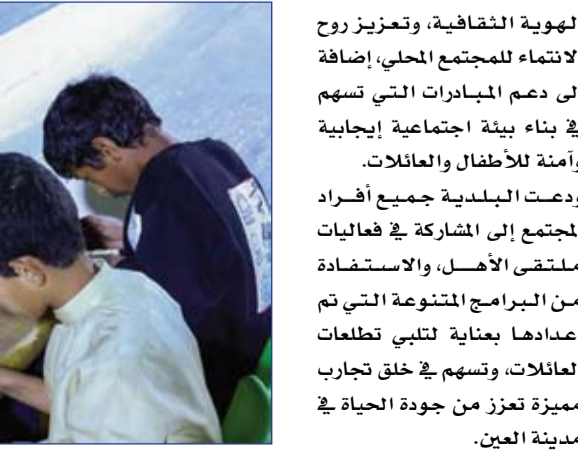 الهوية الثقافية، وتعزيز روح
الانتماء للمجتمع المحلي، إضافة
إلى دعم المبادرات التي تسهم
في بناء بيئة اجتماعية إيجابية
وآمنة للأطفال والعائلات.
ودعت البلدية جميع أفراد
المجتمع إلى المشاركة في فعاليات
ملتقى الأهل، والاستفادة
من البرامج المتنوعة التي تم
إعدادها بعناية لتلبي تطلعات
العائلات، وتسهم في خلق تجارب
مميزة تعزز من جودة الحياة في
مدينة العين.